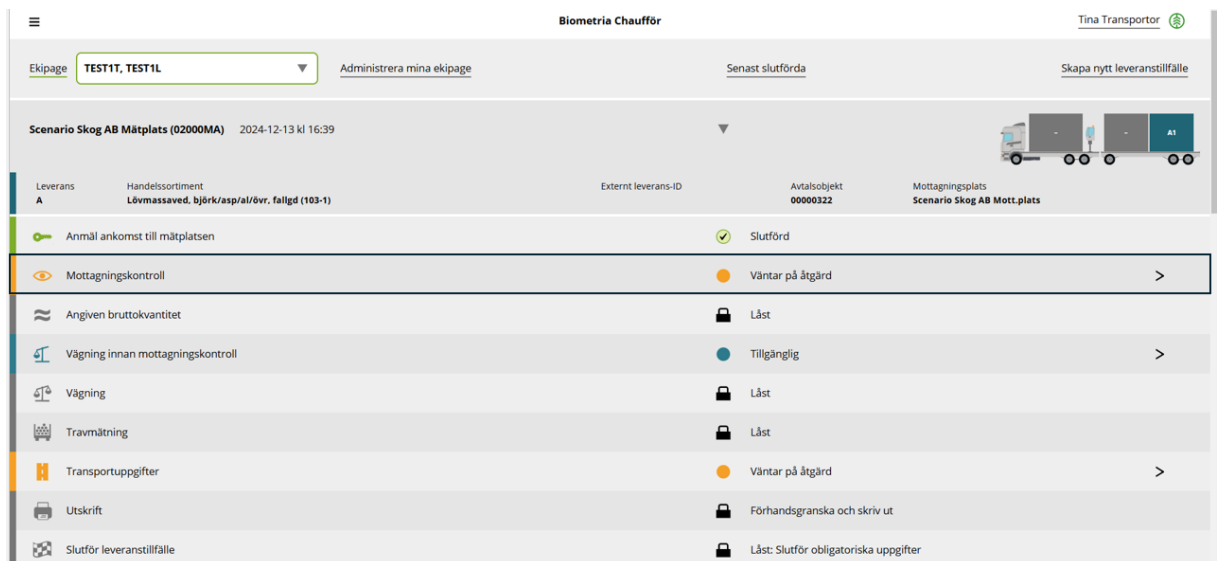 Biometria Chaufför
Tina Transportor
Ekipage TEST1T, TEST1L Administrera mina ekipage Senast slutförda Skapa nytt leveranstillfälle
Scenario Skog AB Mätplats (02000MA) 2024-12-13 kl 16:39
- - A1
Leverans Handelssortiment Externt leverans-ID Avtalsobjekt Mottagningsplats
A Lövmassaved, björk/asp/al/övr, fallgd (103-1) 00000322 Scenario Skog AB Mott.plats
Anmäl ankomst till mätplatsen Slutförd
Mottagningskontroll Väntar på åtgärd >
Angiven bruttokvantitet Låst
Vägning innan mottagningskontroll Tillgänglig >
Vägning Låst
Travmätning Låst
Transportuppgifter Väntar på åtgärd >
Utskrift Förhandsgranska och skriv ut
Slutför leveranstillfälle Låst: Slutför obligatoriska uppgifter